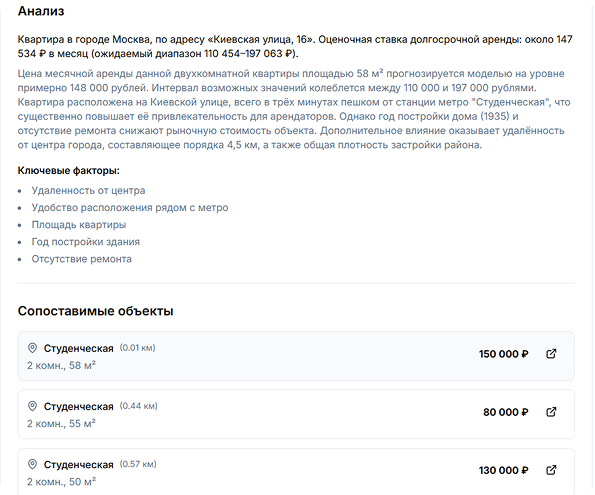 Анализ
Квартира в городе Москва, по адресу «Киевская улица, 16». Оценочная ставка долгосрочной аренды: около 147
534 ₽ в месяц (ожидаемый диапазон 110 454–197 063 ₽).
Цена месячной аренды данной двухкомнатной квартиры площадью 58 м² прогнозируется моделью на уровне
примерно 148 000 рублей. Интервал возможных значений колеблется между 110 000 и 197 000 рублями.
Квартира расположена на Киевской улице, всего в трёх минутах пешком от станции метро "Студенческая", что
существенно повышает её привлекательность для арендаторов. Однако год постройки дома (1935) и
отсутствие ремонта снижают рыночную стоимость объекта. Дополнительное влияние оказывает удалённость
от центра города, составляющее порядка 4,5 км, а также общая плотность застройки района.
Ключевые факторы:
• Удаленность от центра
• Удобство расположения рядом с метро
• Площадь квартиры
• Год постройки здания
• Отсутствие ремонта
Сопоставимые объекты
Студенческая (0.01 км)
2 комн., 58 м²
150 000 ₽
Студенческая (0.44 км)
2 комн., 55 м²
80 000 ₽
Студенческая (0.57 км)
2 комн., 50 м²
130 000 ₽